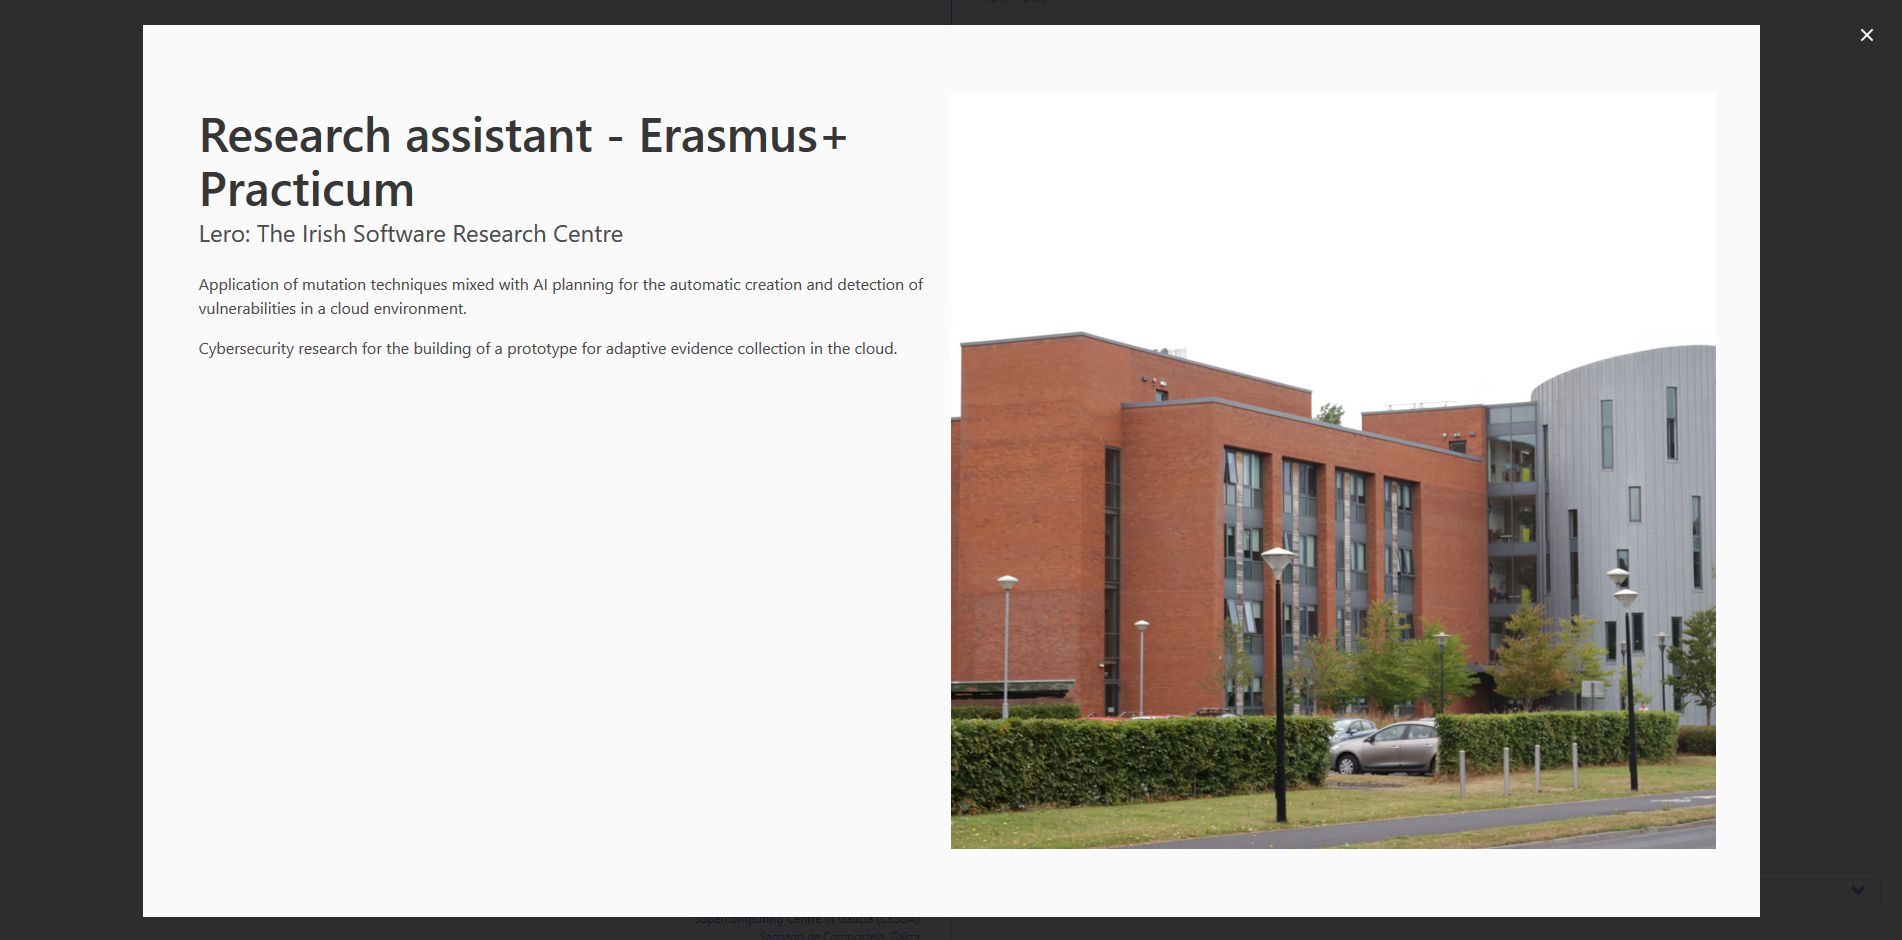 Research assistant - Erasmus+
Practicum
Lero: The Irish Software Research Centre
Application of mutation techniques mixed with AI planning for the automatic creation and detection of
vulnerabilities in a cloud environment.
Cybersecurity research for the building of a prototype for adaptive evidence collection in the cloud.
Supercomputing Centre of Galicia (CESGA)
Santiago de Compostela, Galiza